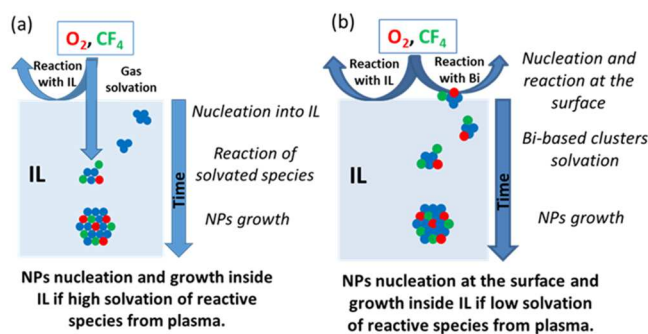 (a)
O2, CF4
Reaction with IL
Gas solvation
Nucleation into IL
IL
Reaction of solvated species
Time
NPs growth
NPs nucleation and growth inside
IL if high solvation of reactive
species from plasma.
(b)
O2, CF4
Reaction with IL
Reaction with Bi
Nucleation and
reaction at the
surface
IL
Bi-based clusters
solvation
Time
NPs growth
NPs nucleation at the surface and
growth inside IL if low solvation
of reactive species from plasma.